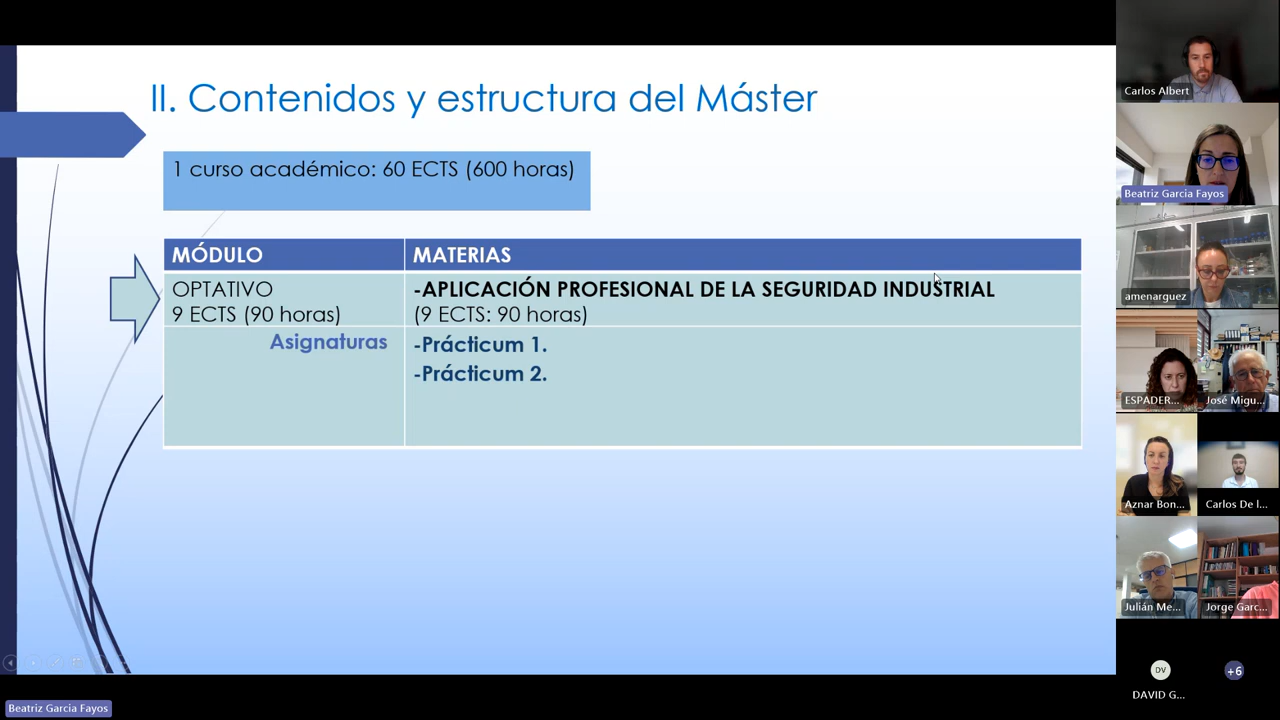 II. Contenidos y estructura del Máster
1 curso académico: 60 ECTS (600 horas)
MÓDULO
MATERIAS
OPTATIVO
9 ECTS (90 horas)
-APLICACIÓN PROFESIONAL DE LA SEGURIDAD INDUSTRIAL
(9 ECTS: 90 horas)
Asignaturas
-Prácticum 1.
-Prácticum 2.
Carlos Albert
Beatriz Garcia Fayos
amenarguez
ESPADER...
José Migu...
Aznar Bon...
Carlos De l...
Julián Me...
Jorge Garc...
DV
+6
DAVID G...
Beatriz Garcia Fayos